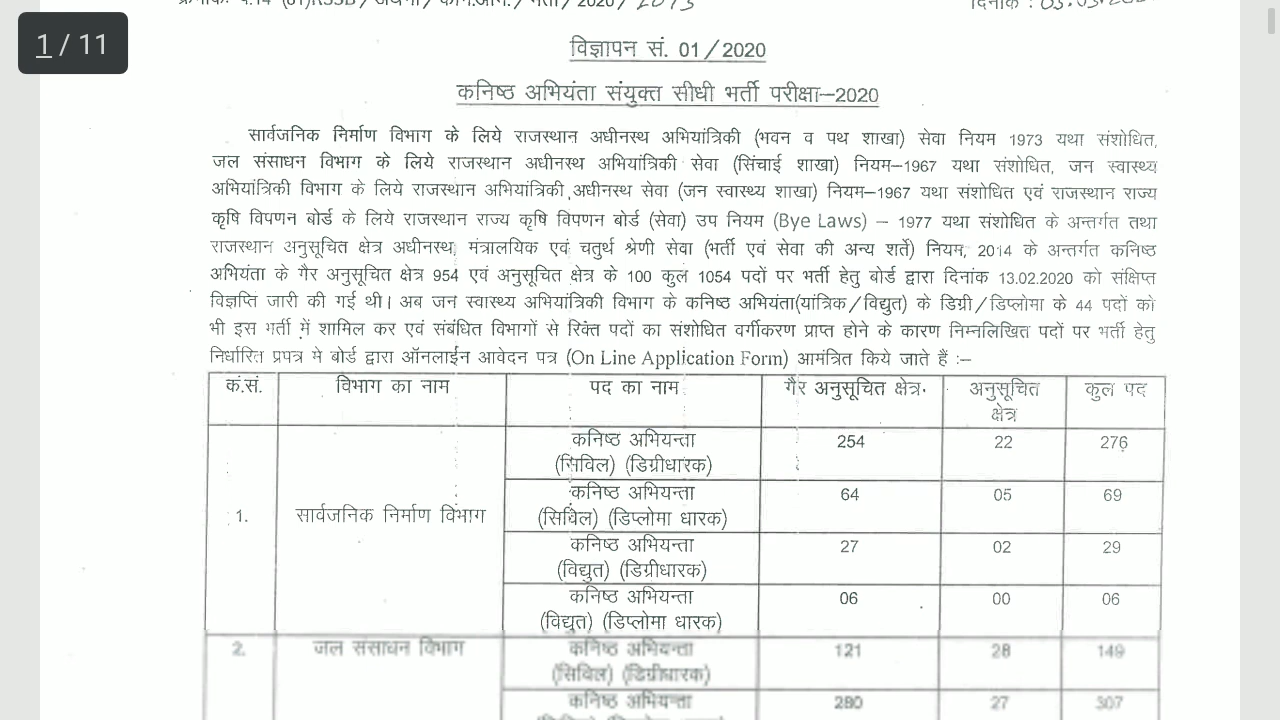 1 / 11
विज्ञापन सं. 01/2020
कनिष्ठ अभियंता संयुक्त सीधी भर्ती परीक्षा–2020
सार्वजनिक निर्माण विभाग के लिये राजस्थान अधीनस्थ अभियांत्रिकी (भवन व पथ शाखा) सेवा नियम 1973 यथा संशोधित,
जल संसाधन विभाग के लिये राजस्थान अधीनस्थ अभियांत्रिकी सेवा (सिंचाई शाखा) नियम–1967 यथा संशोधित, जन स्वास्थ्य
अभियांत्रिकी विभाग के लिये राजस्थान अभियांत्रिकी अधीनस्थ सेवा (जन स्वास्थ्य शाखा) नियम–1967 यथा संशोधित एवं राजस्थान राज्य
कृषि विपणन बोर्ड के लिये राजस्थान राज्य कृषि विपणन बोर्ड (सेवा) उप नियम (Bye Laws) – 1977 यथा संशोधित के अन्तर्गत तथा
राजस्थान अनुसूचित क्षेत्र अधीनस्थ, मंत्रालयिक एवं चतुर्थ श्रेणी सेवा (भर्ती एवं सेवा की अन्य शर्ते) नियम, 2014 के अन्तर्गत कनिष्ठ
अभियंता के गैर अनुसूचित क्षेत्र 954 एवं अनुसूचित क्षेत्र के 100 कुल 1054 पदों पर भर्ती हेतु बोर्ड द्वारा दिनांक 13.02.2020 को संक्षिप्त
विज्ञप्ति जारी की गई थी। अब जन स्वास्थ्य अभियांत्रिकी विभाग के कनिष्ठ अभियंता(यांत्रिक/विद्युत) के डिग्री/डिप्लोमा के 44 पदों को
भी इस भर्ती में शामिल कर एवं संबंधित विभागों से रिक्त पदों का संशोधित वर्गीकरण प्राप्त होने के कारण निम्नलिखित पदों पर भर्ती हेतु
निर्धारित प्रपत्र मे बोर्ड द्वारा ऑनलाईन आवेदन पत्र (On Line Application Form) आमंत्रित किये जाते हैं :–
कं.सं. विभाग का नाम पद का नाम गैर अनुसूचित क्षेत्र अनुसूचित कुल पद
क्षेत्र
कनिष्ठ अभियन्ता 254 22 276
(सिविल) (डिग्रीधारक)
कनिष्ठ अभियन्ता 64 05 69
1. सार्वजनिक निर्माण विभाग (सिविल) (डिप्लोमा धारक)
कनिष्ठ अभियन्ता 27 02 29
(विद्युत) (डिग्रीधारक)
कनिष्ठ अभियन्ता 06 00 06
(विद्युत) (डिप्लोमा धारक)
2. जल संसाधन विभाग कनिष्ठ अभियन्ता 121 28 149
(सिविल) (डिग्रीधारक)
कनिष्ठ अभियन्ता 280 27 307